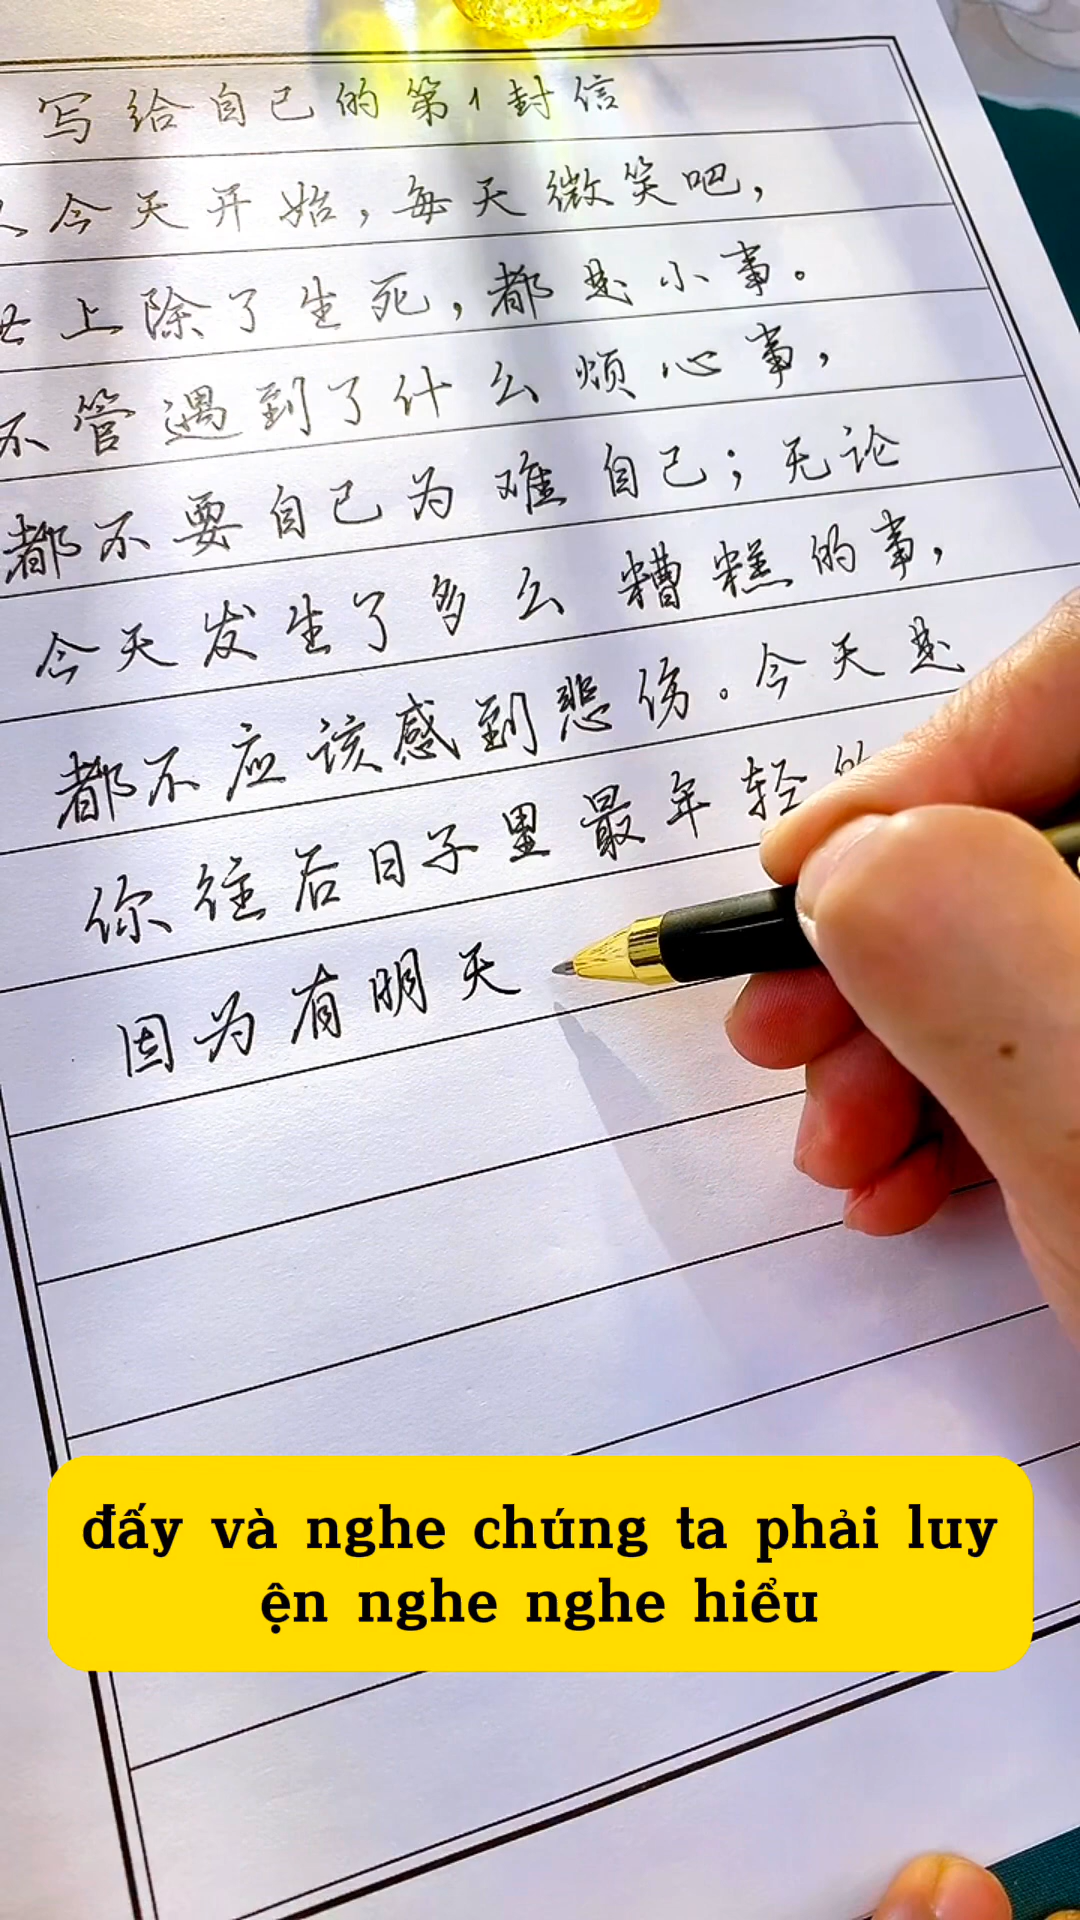 写给自己的第1封信
从今天开始,每天微笑吧,
世上除了生死,都是小事。
不管遇到了什么烦心事,
都不要自己为难自己;无论
今天发生了多么糟糕的事,
都不应该感到悲伤。今天是
你往后日子里最年轻的
因为有明天
đấy và nghe chúng ta phải luy
ện nghe nghe hiểu